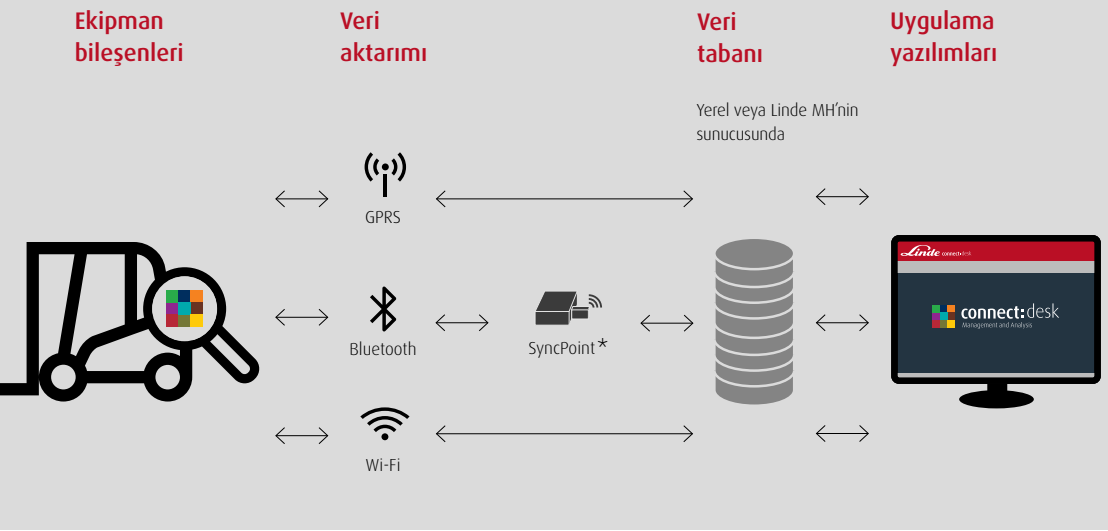 Ekipman
bileşenleri
Veri
aktarımı
Veri
tabanı
Uygulama
yazılımları
Yerel veya Linde MH'nin
sunucusunda
GPRS
Bluetooth
SyncPoint*
Wi-Fi
Linde connect:desk
connect:desk
Management and Analysis